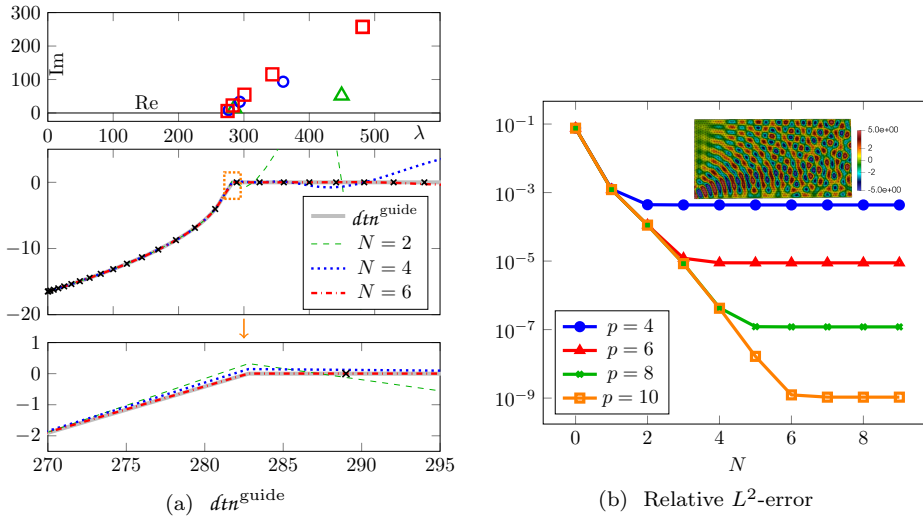 300
200
100
0
Im
Re
0 100 200 300 400 500 λ
0
−10
−20
dtn^guide
N = 2
N = 4
N = 6
1
0
−1
−2
270 275 280 285 290 295
(a) dtn^guide
10^−1
10^−3
10^−5
10^−7
10^−9
5.0e+00
2
0
−2
−5.0e+00
p = 4
p = 6
p = 8
p = 10
0 2 4 6 8
N
(b) Relative L^2-error